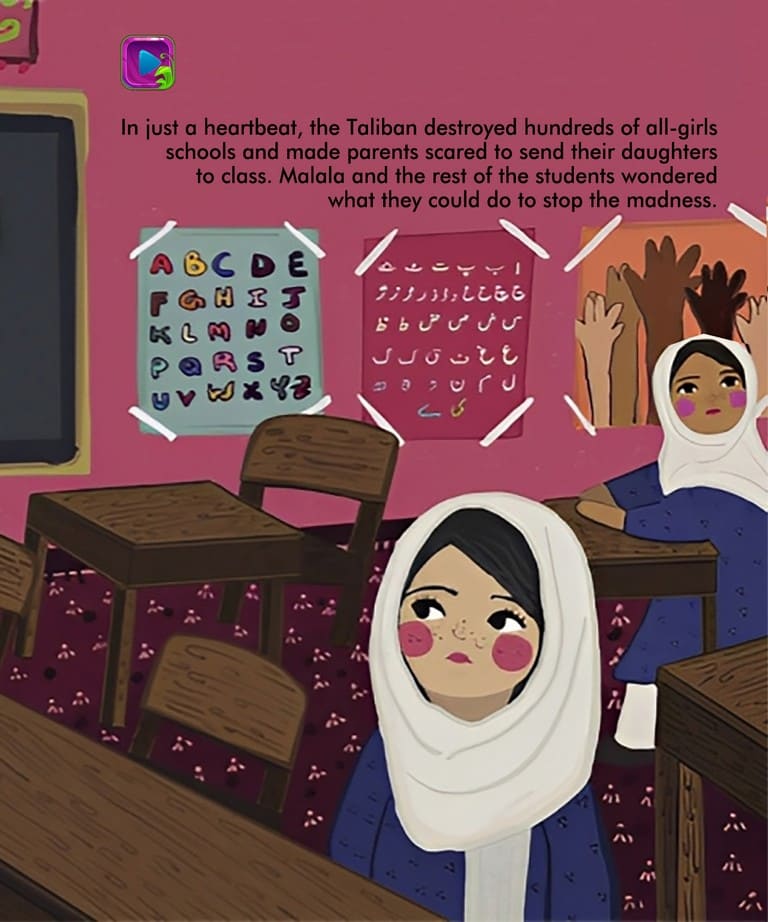 In just a heartbeat, the Taliban destroyed hundreds of all-girls
schools and made parents scared to send their daughters
to class. Malala and the rest of the students wondered
what they could do to stop the madness.
A B C D E
F G H I J
K L M N O
P Q R S T
U V W X Y Z
ا ب پ ت ٹ ث
س ش ص ض ط ظ